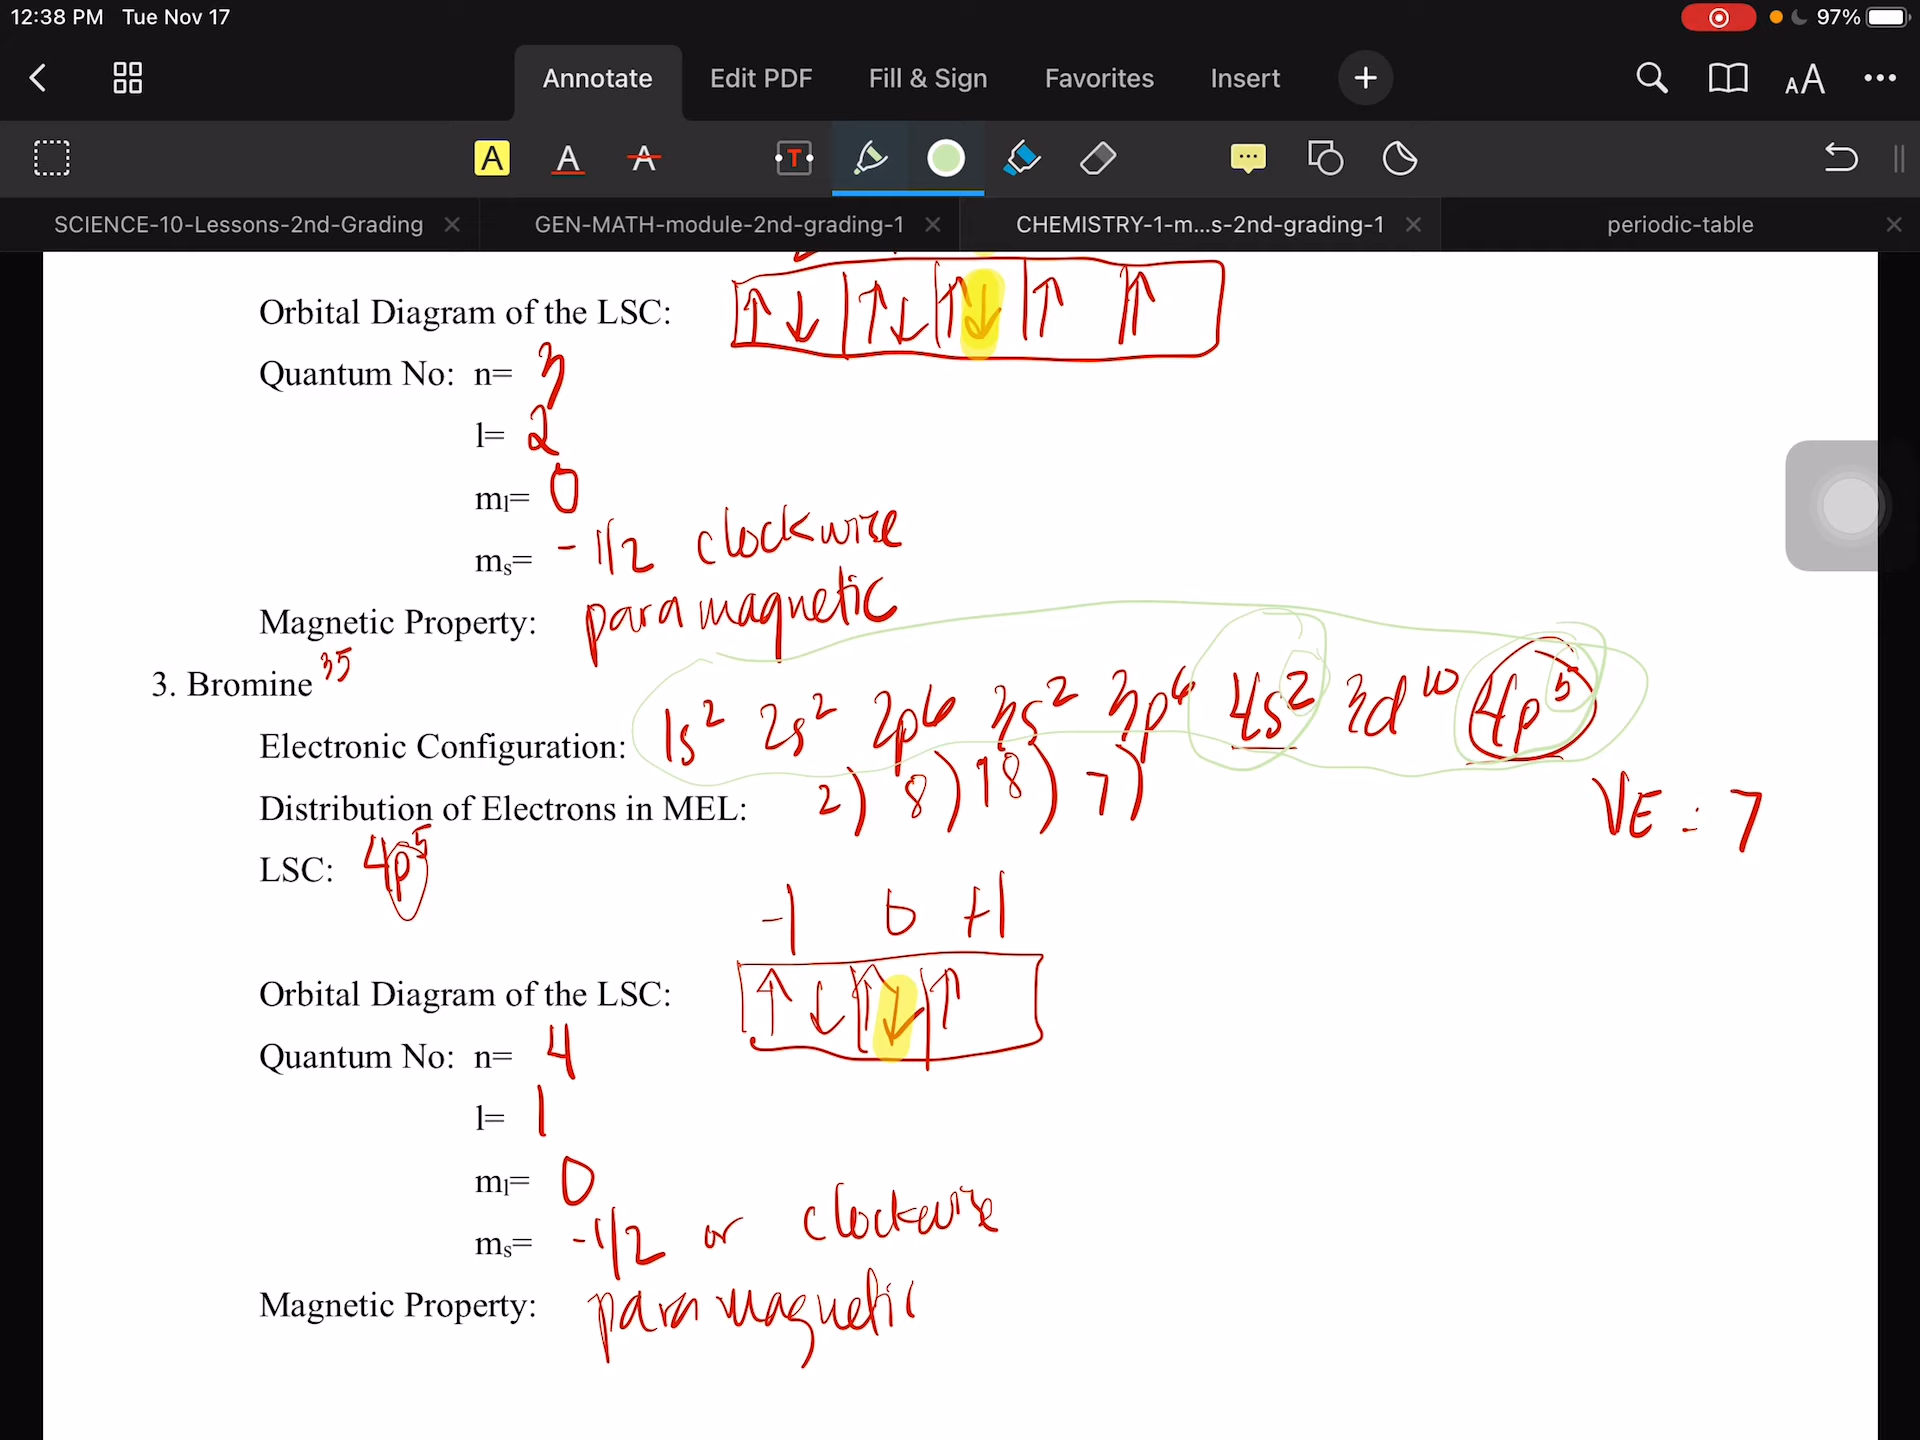 12:38 PM Tue Nov 17 97%
Annotate Edit PDF Fill & Sign Favorites Insert
A A A T
SCIENCE-10-Lessons-2nd-Grading GEN-MATH-module-2nd-grading-1 CHEMISTRY-1-m...s-2nd-grading-1 periodic-table
Orbital Diagram of the LSC: ↑↓ | ↑↓ | ↑↓ | ↑ | ↑
Quantum No: n= 3
l= 2
mₗ= 0
mₛ= -1/2 clockwise
Magnetic Property: paramagnetic
3. Bromine 35
Electronic Configuration: 1s² 2s² 2p⁶ 3s² 3p⁶ 4s² 3d¹⁰ 4p⁵
Distribution of Electrons in MEL: 2) 8) 18) 7) VE = 7
LSC: 4p⁵
-1 0 +1
Orbital Diagram of the LSC: ↑↓ | ↑↓ | ↑
Quantum No: n= 4
l= 1
mₗ= 0
mₛ= -1/2 or clockwise
Magnetic Property: paramagnetic